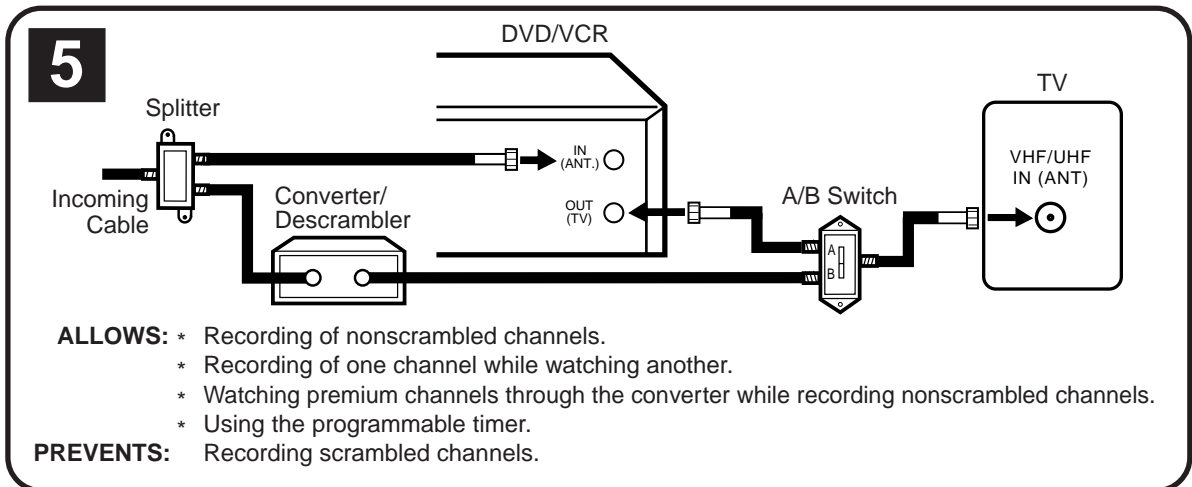 5
DVD/VCR
TV
Splitter
IN
(ANT.)
VHF/UHF
IN (ANT)
Incoming
Cable
Converter/
Descrambler
OUT
(TV)
A/B Switch
A
B
ALLOWS: * Recording of nonscrambled channels.
* Recording of one channel while watching another.
* Watching premium channels through the converter while recording nonscrambled channels.
* Using the programmable timer.
PREVENTS: Recording scrambled channels.